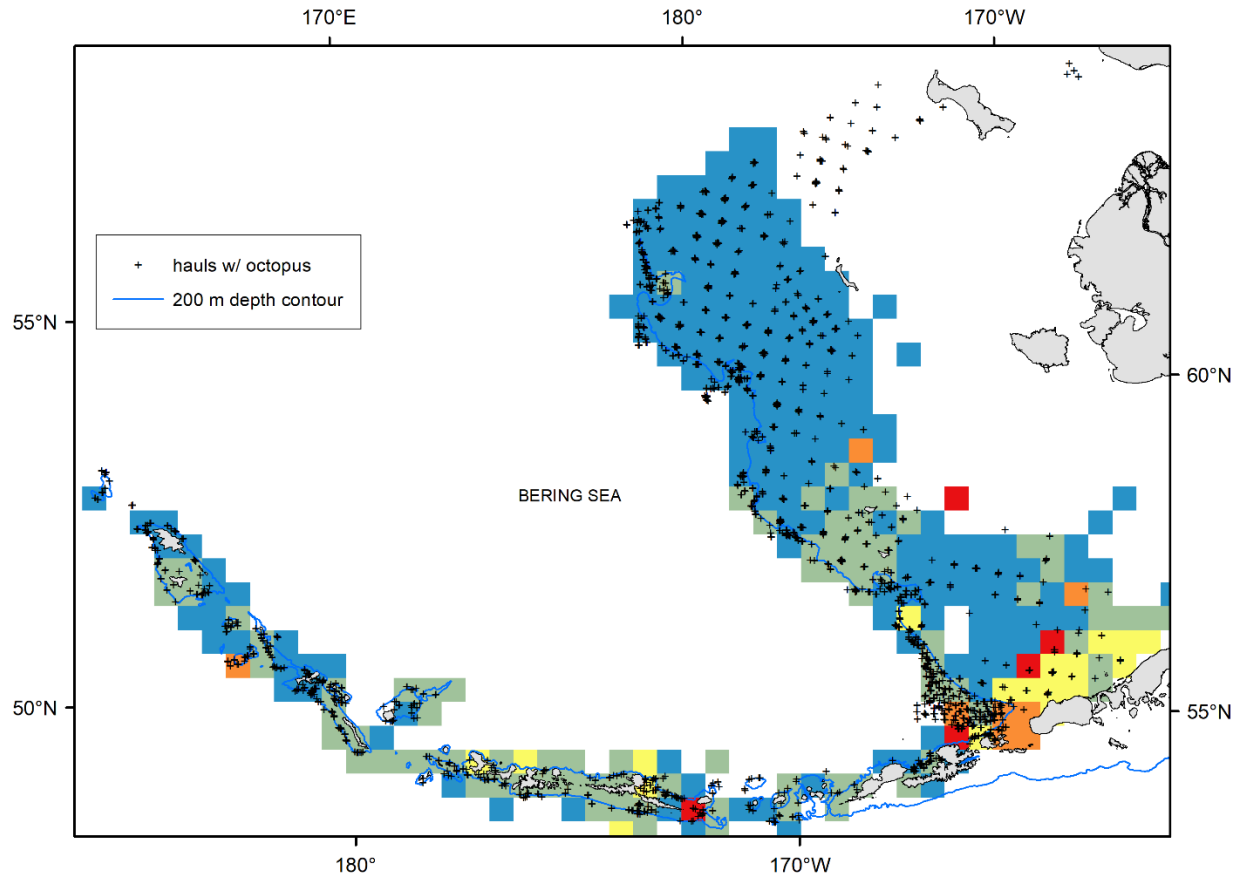 170°E 180° 170°W
hauls w/ octopus
200 m depth contour
55°N
60°N
BERING SEA
50°N
55°N
180° 170°W